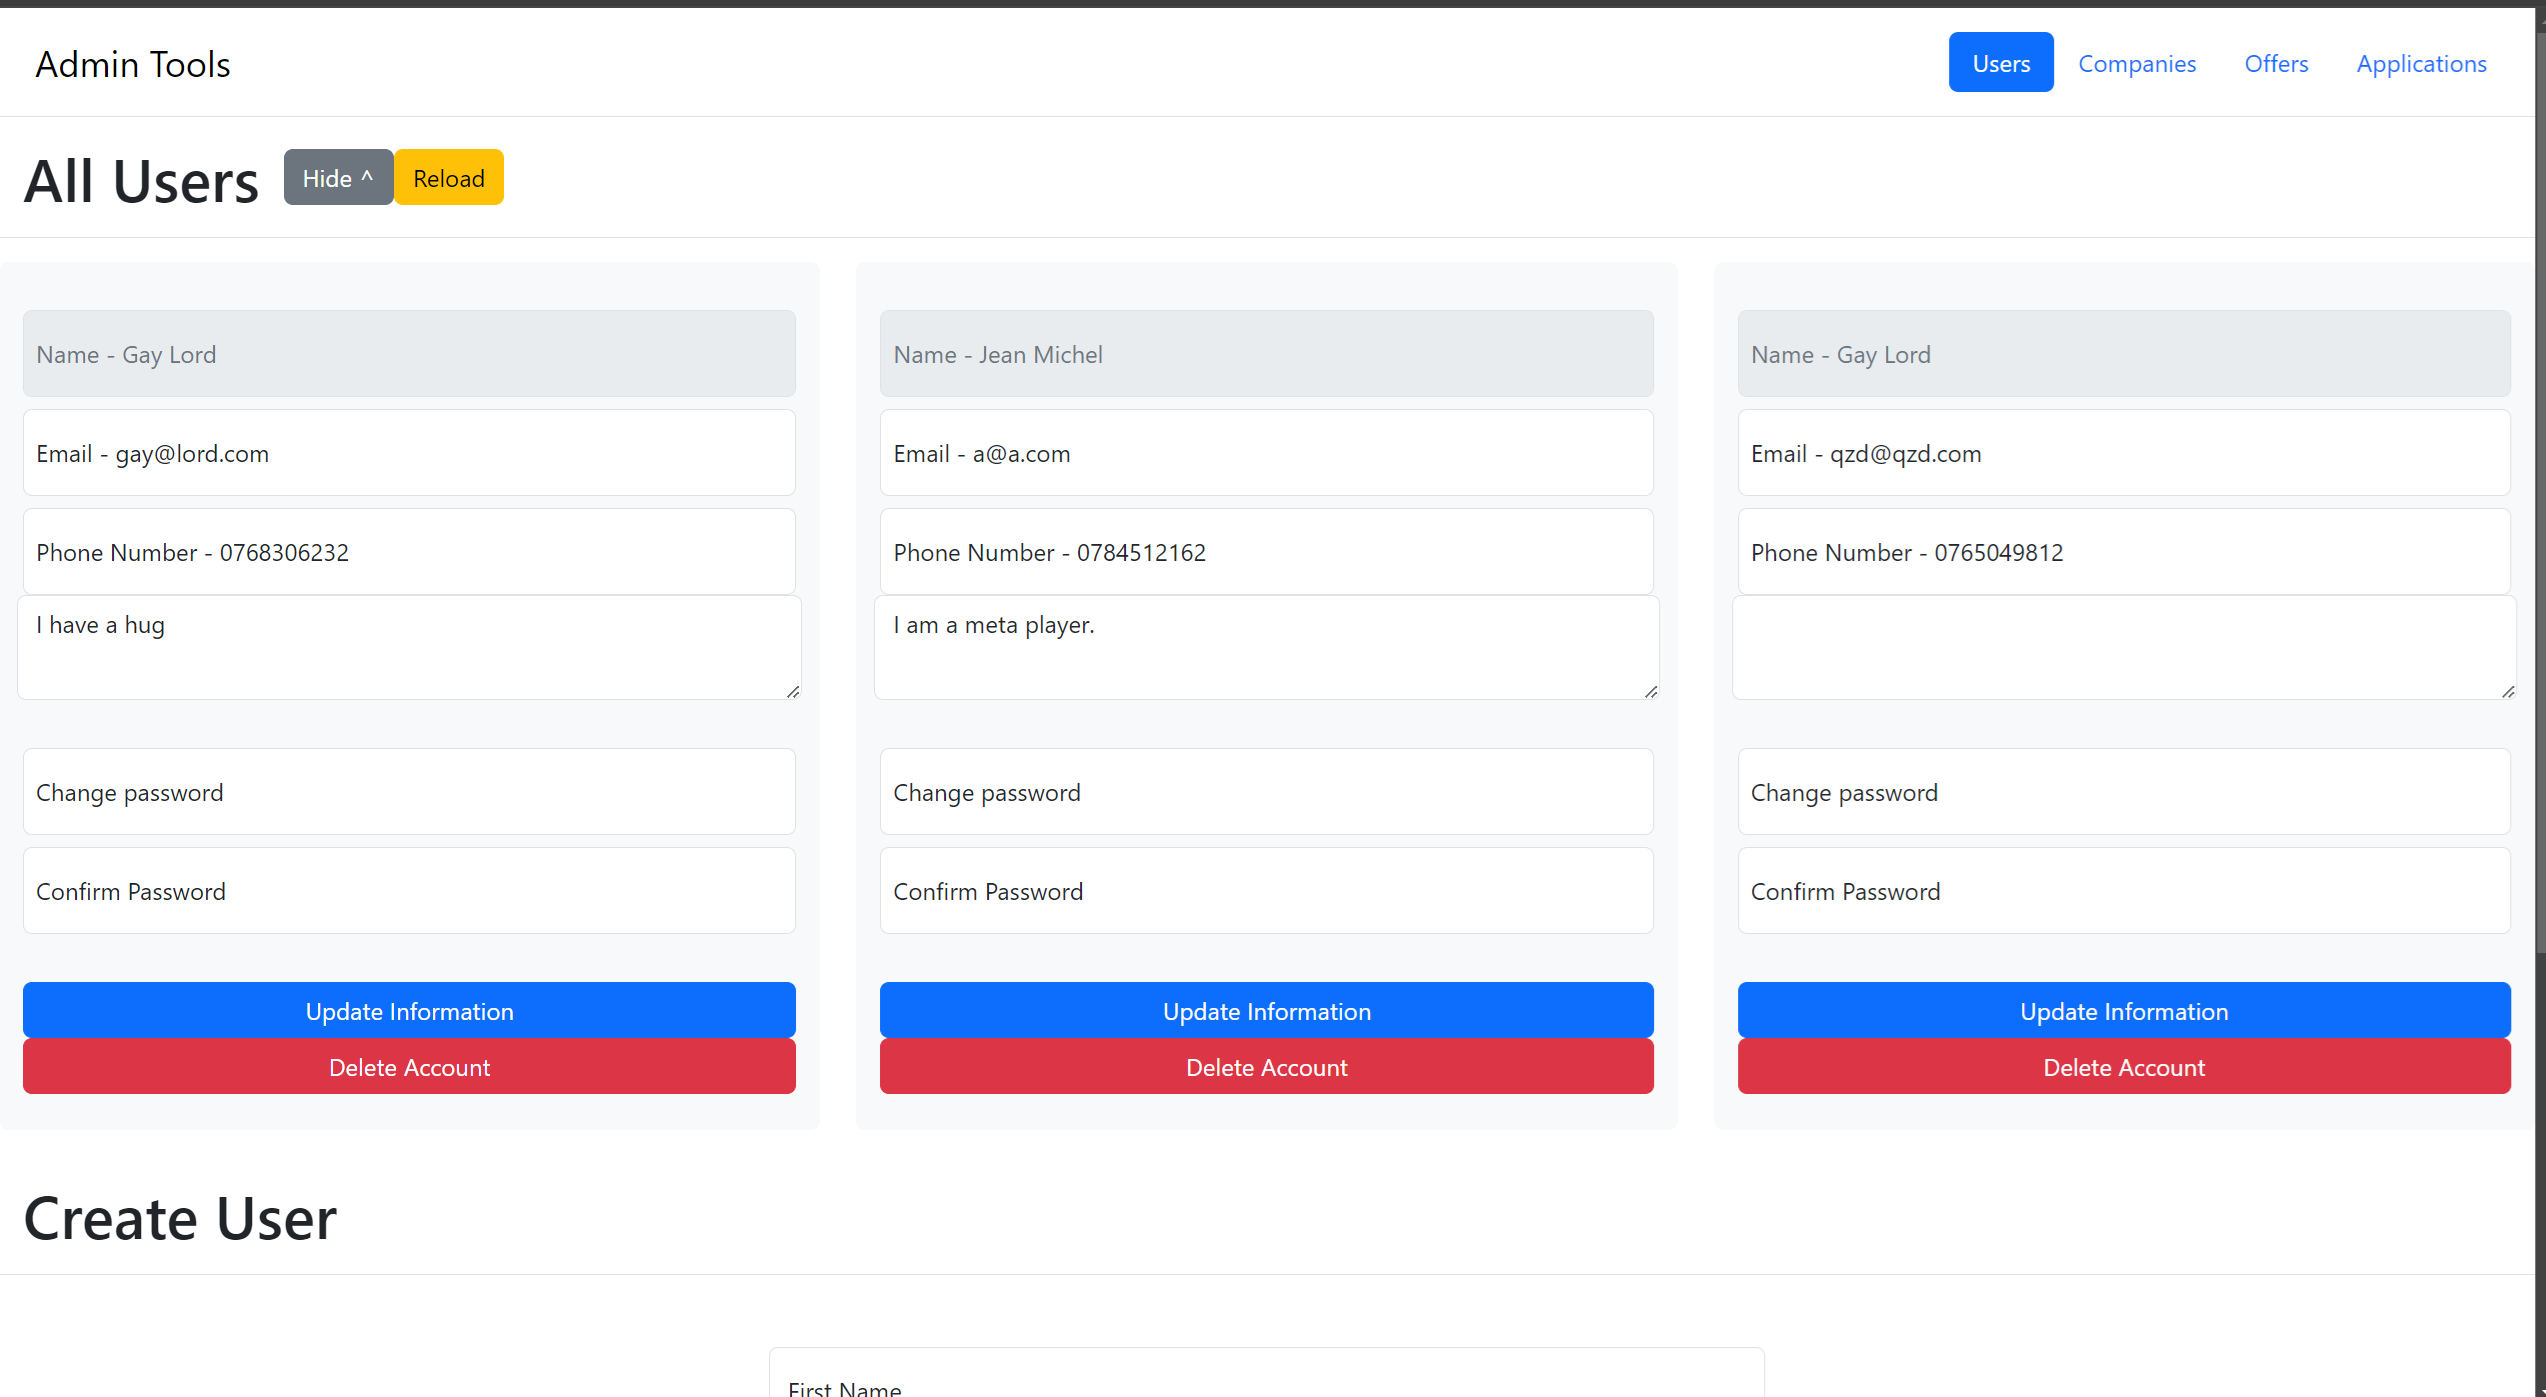 Admin Tools
Users
Companies
Offers
Applications
All Users
Hide ^
Reload
Name - Gay Lord
Email - gay@lord.com
Phone Number - 0768306232
I have a hug
Change password
Confirm Password
Update Information
Delete Account
Name - Jean Michel
Email - a@a.com
Phone Number - 0784512162
I am a meta player.
Change password
Confirm Password
Update Information
Delete Account
Name - Gay Lord
Email - qzd@qzd.com
Phone Number - 0765049812
Change password
Confirm Password
Update Information
Delete Account
Create User
First Name